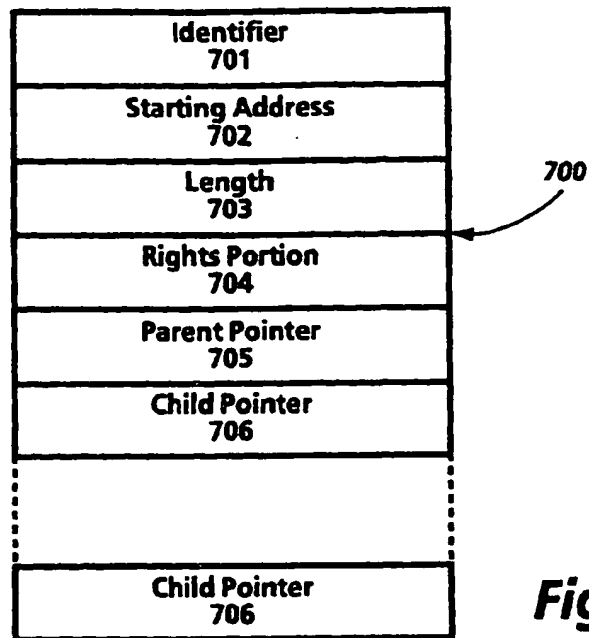 Identifier
701
Starting Address
702
Length
703
700
Rights Portion
704
Parent Pointer
705
Child Pointer
706
Child Pointer
706
Fig